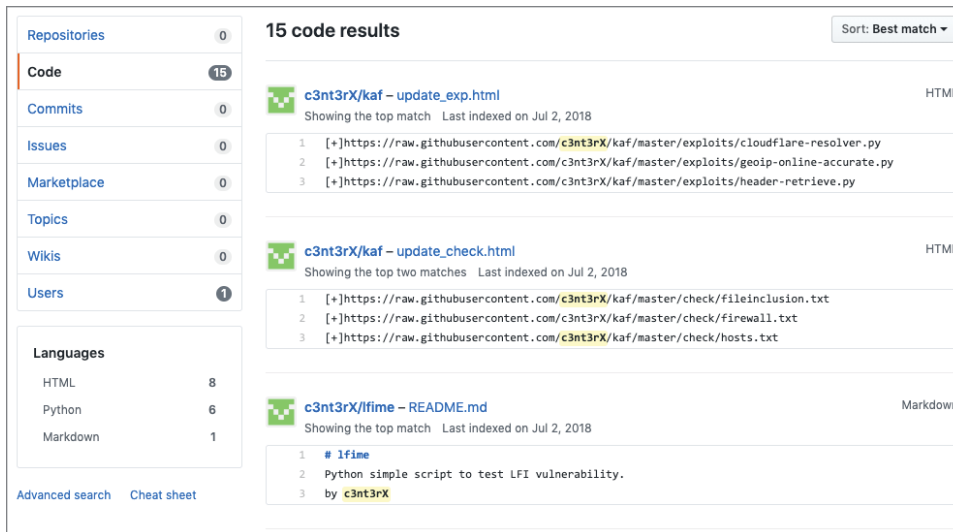 Repositories 0
Code 15
Commits 0
Issues 0
Marketplace 0
Topics 0
Wikis 0
Users 1
Languages
HTML 8
Python 6
Markdown 1
Advanced search Cheat sheet
15 code results
Sort: Best match
c3nt3rX/kaf – update_exp.html
HTML
Showing the top match Last indexed on Jul 2, 2018
1 [+]https://raw.githubusercontent.com/c3nt3rX/kaf/master/exploits/cloudflare-resolver.py
2 [+]https://raw.githubusercontent.com/c3nt3rX/kaf/master/exploits/geoip-online-accurate.py
3 [+]https://raw.githubusercontent.com/c3nt3rX/kaf/master/exploits/header-retrieve.py
c3nt3rX/kaf – update_check.html
HTML
Showing the top two matches Last indexed on Jul 2, 2018
1 [+]https://raw.githubusercontent.com/c3nt3rX/kaf/master/check/fileinclusion.txt
2 [+]https://raw.githubusercontent.com/c3nt3rX/kaf/master/check/firewall.txt
3 [+]https://raw.githubusercontent.com/c3nt3rX/kaf/master/check/hosts.txt
c3nt3rX/lfime – README.md
Markdown
Showing the top match Last indexed on Jul 2, 2018
1 # lfime
2 Python simple script to test LFI vulnerability.
3 by c3nt3rX